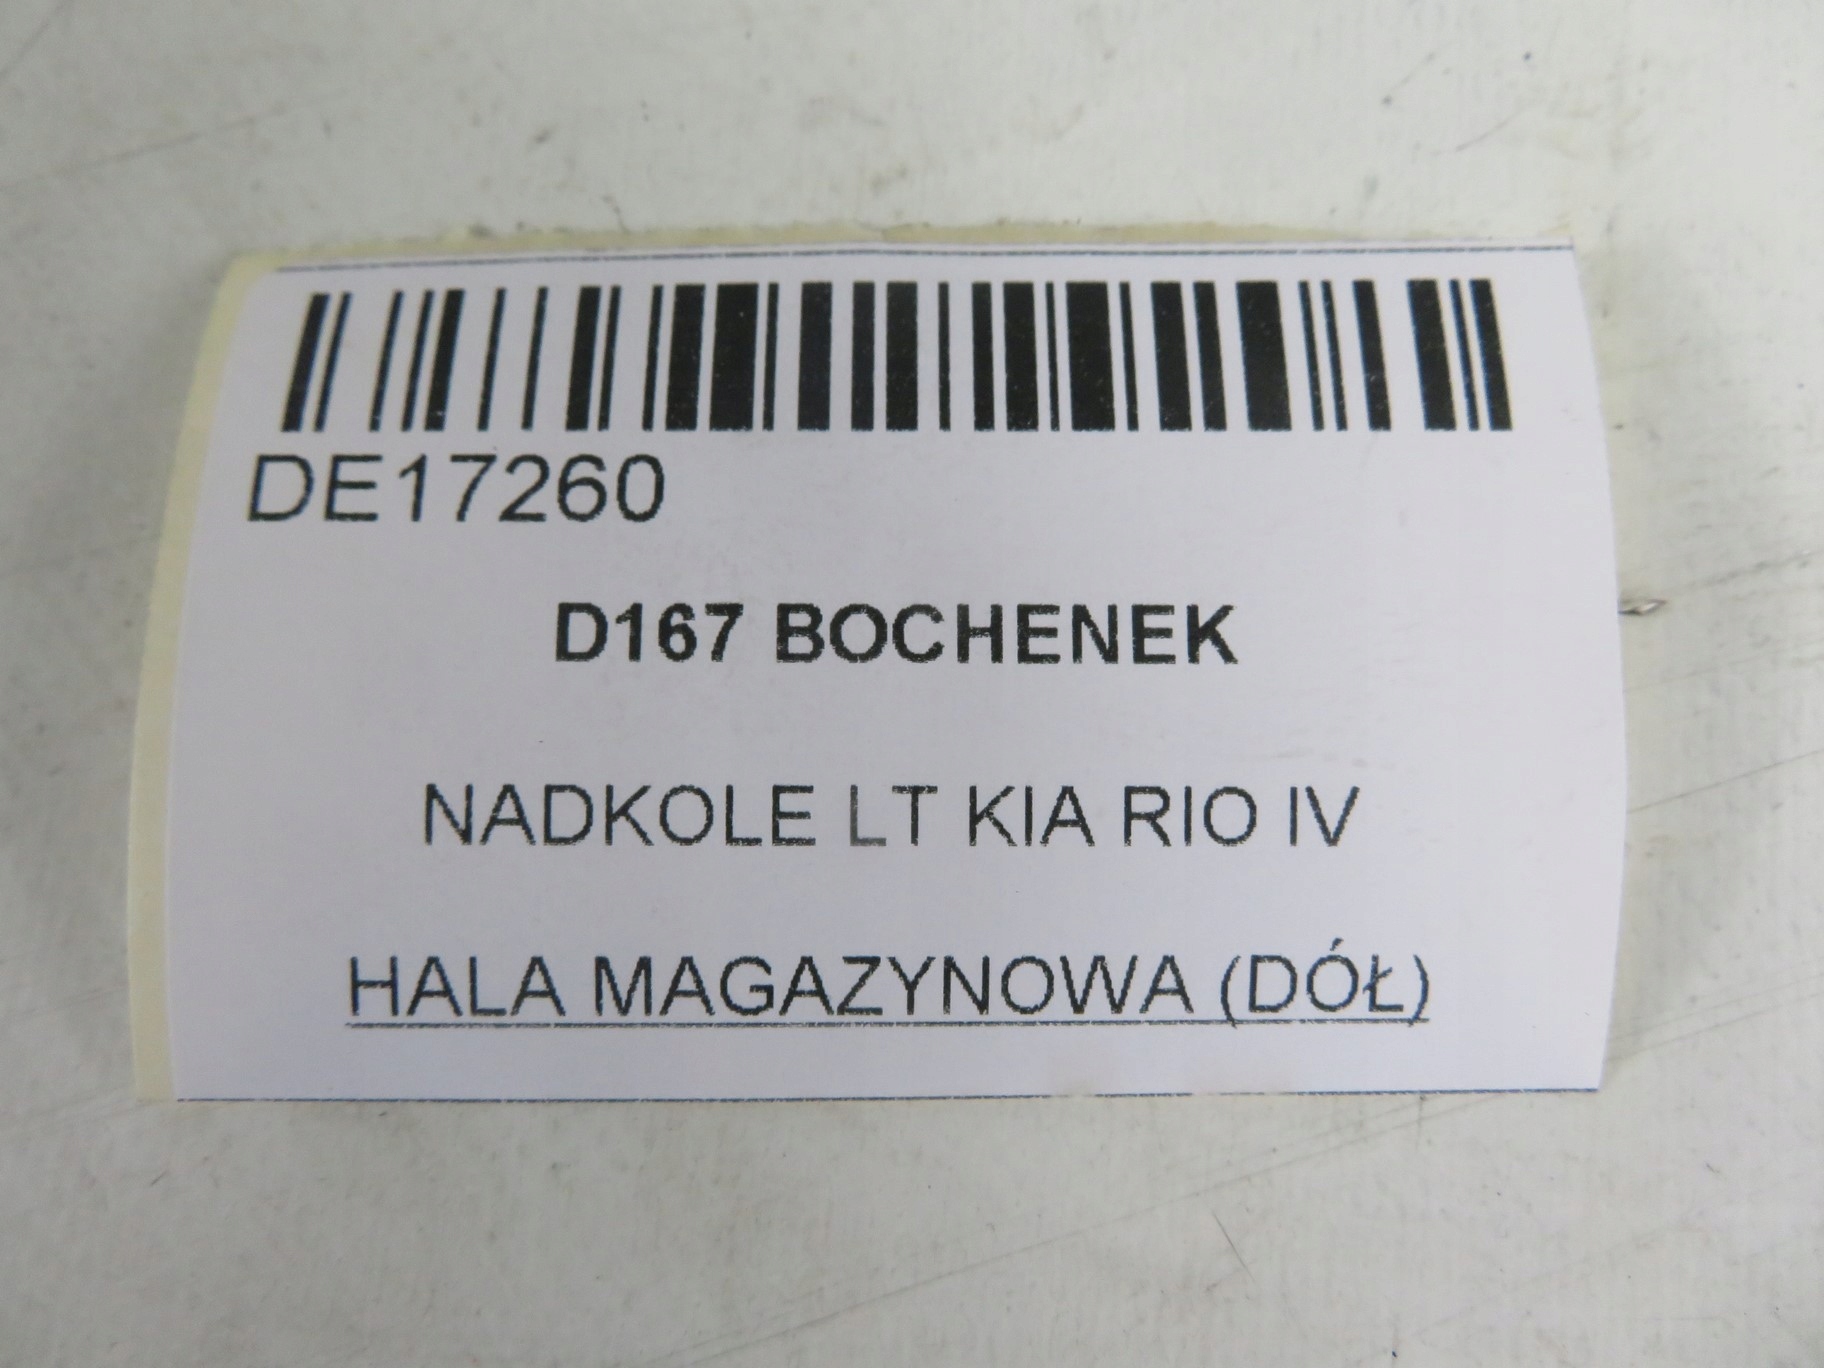 DE17260
D167 BOCHENEK
NADKOLE LT KIA RIO IV
HALA MAGAZYNOWA (DÓŁ)